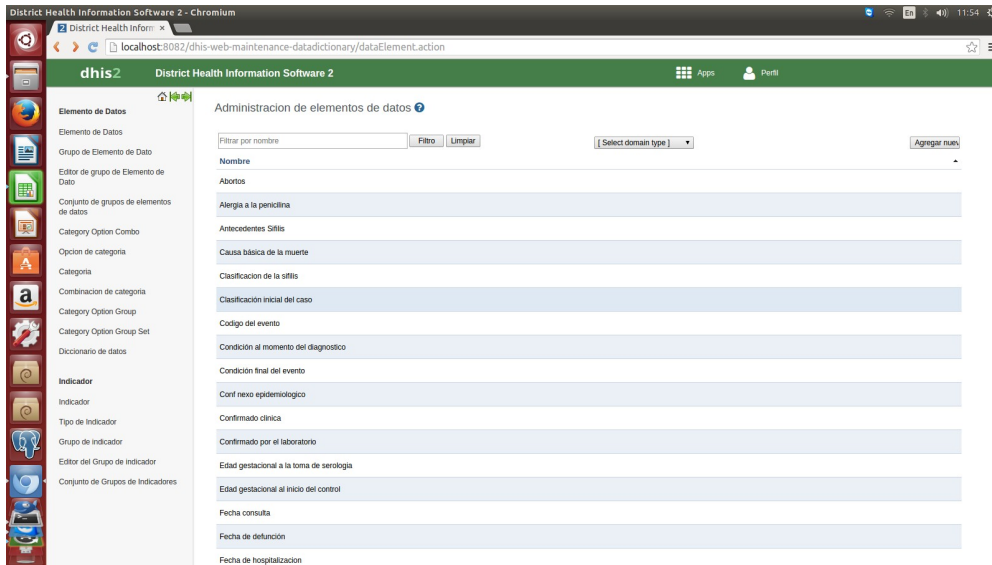 District Health Information Software 2 - Chromium
En
11:54
District Health Inform
localhost:8082/dhis-web-maintenance-datadictionary/dataElement.action
dhis2
District Health Information Software 2
Apps
Perfil
Elemento de Datos
Elemento de Datos
Grupo de Elemento de Dato
Editor de grupo de Elemento de
Dato
Conjunto de grupos de elementos
de datos
Category Option Combo
Opcion de categoria
Categoria
Combinacion de categoria
Category Option Group
Category Option Group Set
Diccionario de datos
Indicador
Indicador
Tipo de Indicador
Grupo de indicador
Editor del Grupo de indicador
Conjunto de Grupos de Indicadores
Administracion de elementos de datos
Filtrar por nombre
Filtro
Limpiar
[ Select domain type ]
Agregar nuev
Nombre
Abortos
Alergia a la penicilina
Antecedentes Sifilis
Causa básica de la muerte
Clasificacion de la sifilis
Clasificación inicial del caso
Codigo del evento
Condición al momento del diagnostico
Condición final del evento
Conf nexo epidemiologico
Confirmado clinica
Confirmado por el laboratorio
Edad gestacional a la toma de serologia
Edad gestacional al inicio del control
Fecha consulta
Fecha de defunción
Fecha de hospitalizacion